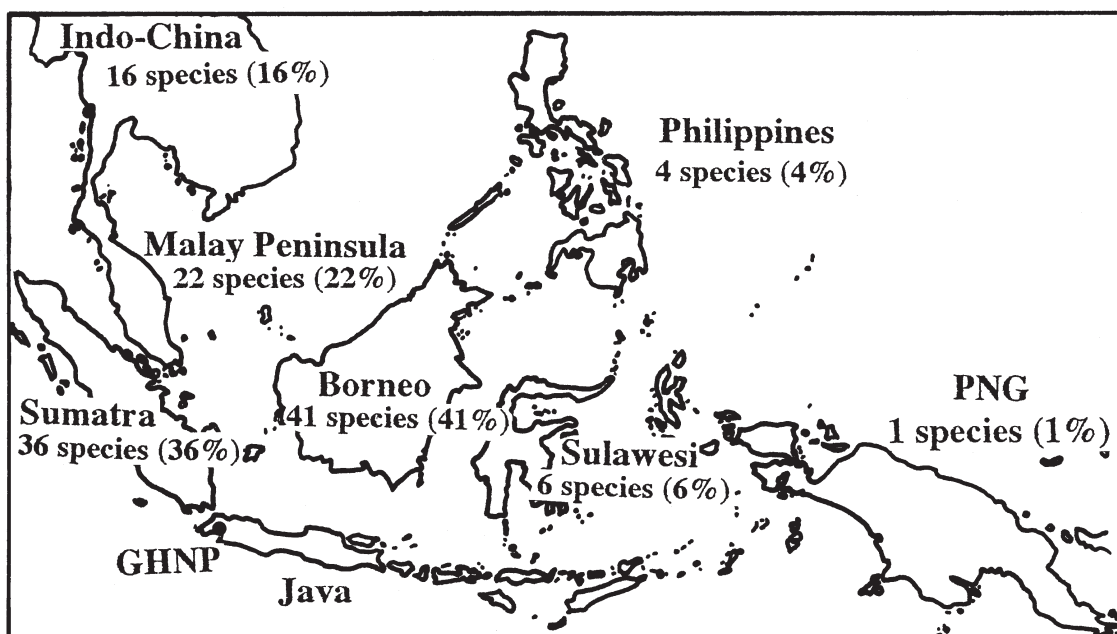 Indo-China
16 species (16%)
Philippines
4 species (4%)
Malay Peninsula
22 species (22%)
Borneo
41 species (41%)
Sumatra
36 species (36%)
PNG
1 species (1%)
Sulawesi
6 species (6%)
GHNP
Java